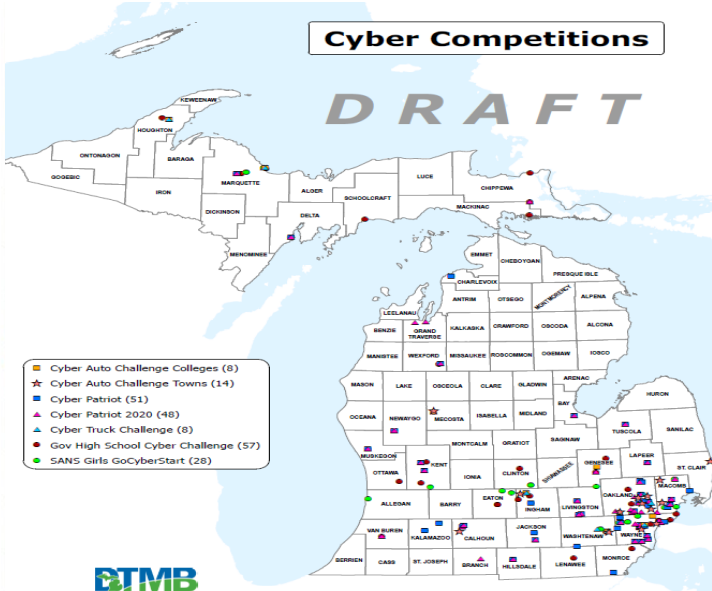 Cyber Competitions
DRAFT
KEWEENAW
HOUGHTON
ONTONAGON
BARAGA
GOGEBIC
MARQUETTE
LUCE
CHIPPEWA
ALGER
SCHOOLCRAFT
IRON
MACKINAC
DICKINSON
DELTA
MENOMINEE
EMMET
CHEBOYGAN
PRESQUE ISLE
CHARLEVOIX
LEELANAU
ANTRIM
OTSEGO
MONTMORENCY
ALPENA
BENZIE
GRAND
TRAVERSE
KALKASKA
CRAWFORD
OSCODA
ALCONA
MANISTEE
WEXFORD
MISSAUKEE
ROSCOMMON
OGEMAW
IOSCO
ARENAC
MASON
LAKE
OSCEOLA
CLARE
GLADWIN
HURON
BAY
OCEANA
NEWAYGO
MECOSTA
ISABELLA
MIDLAND
TUSCOLA
SANILAC
MONTCALM
GRATIOT
SAGINAW
MUSKEGON
KENT
LAPEER
GENESEE
ST. CLAIR
OTTAWA
IONIA
CLINTON
SHIAWASSEE
OAKLAND
MACOMB
ALLEGAN
BARRY
EATON
INGHAM
LIVINGSTON
VAN BUREN
KALAMAZOO
CALHOUN
JACKSON
WASHTENAW
WAYNE
BERRIEN
CASS
ST. JOSEPH
BRANCH
HILLSDALE
LENAWEE
MONROE
Cyber Auto Challenge Colleges (8)
Cyber Auto Challenge Towns (14)
Cyber Patriot (51)
Cyber Patriot 2020 (48)
Cyber Truck Challenge (8)
Gov High School Cyber Challenge (57)
SANS Girls GoCyberStart (28)
DTMB